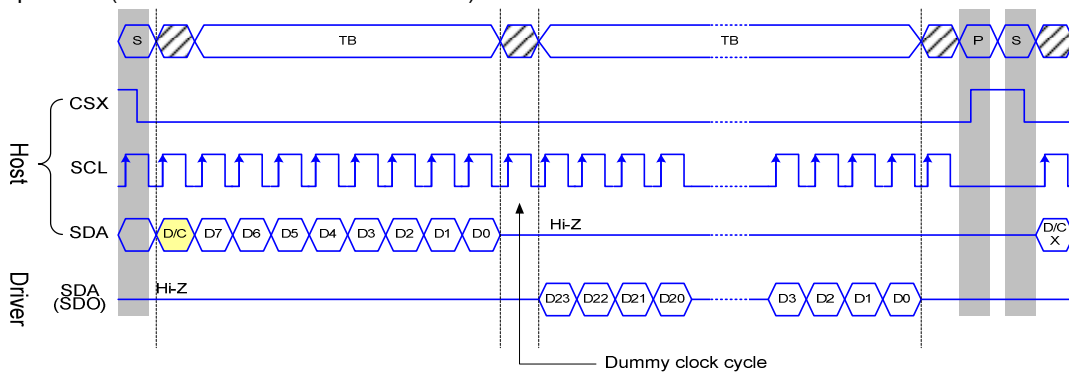 S TB TB P S
CSX
Host
SCL
SDA D/C D7 D6 D5 D4 D3 D2 D1 D0 Hi-Z D/C X
Driver
SDA (SDO) Hi-Z D23 D22 D21 D20 D3 D2 D1 D0
Dummy clock cycle